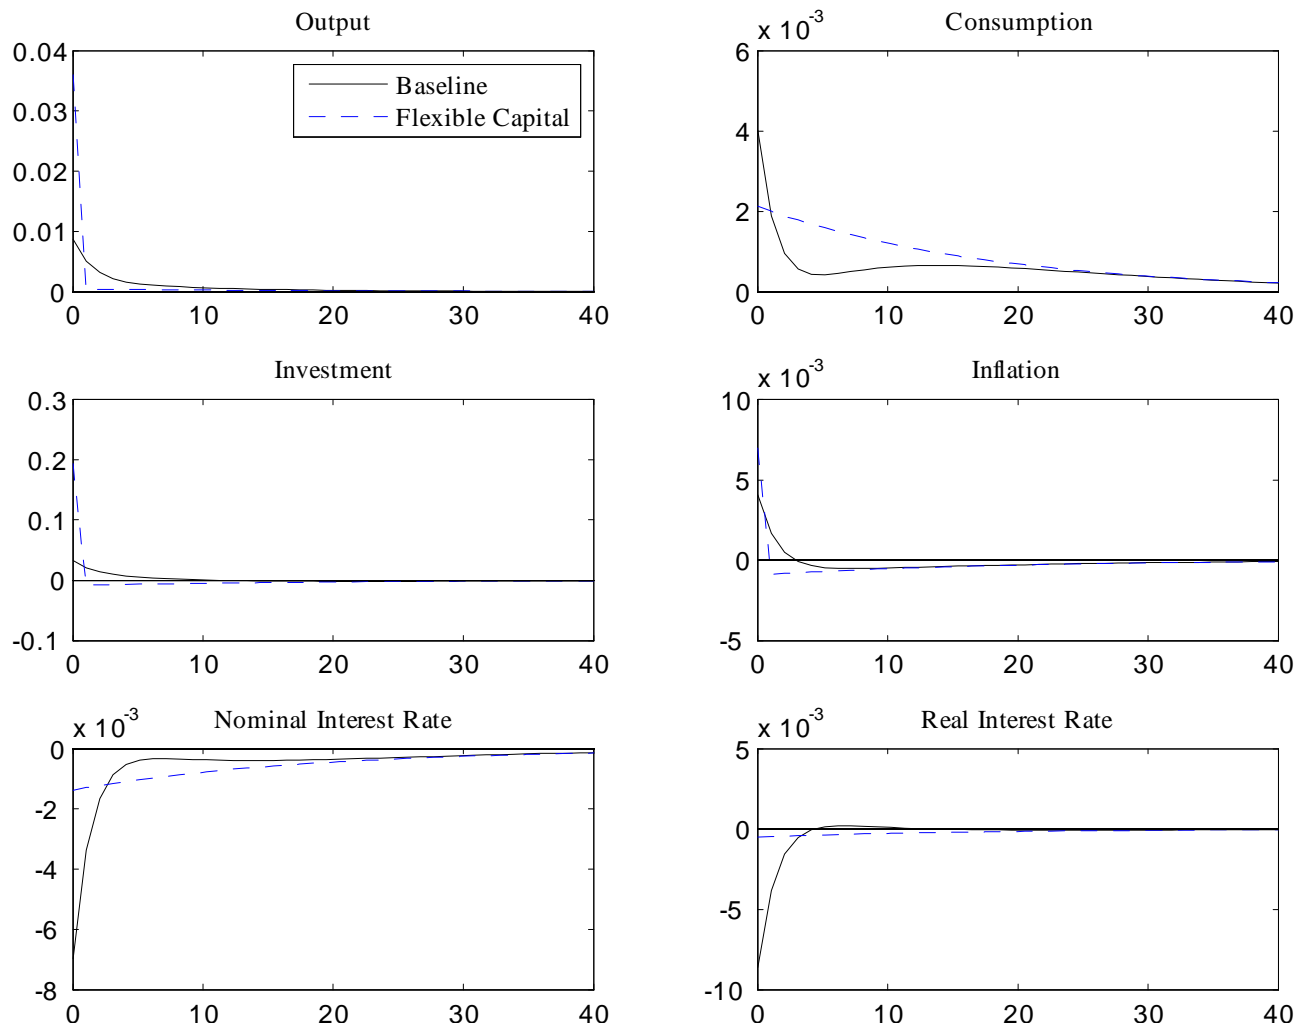 Output
0.04
0.03
0.02
0.01
0
0 10 20 30 40
Baseline
Flexible Capital
Consumption
x 10-3
6
4
2
0
0 10 20 30 40
Investment
0.3
0.2
0.1
0
-0.1
0 10 20 30 40
Inflation
x 10-3
10
5
0
-5
0 10 20 30 40
Nominal Interest Rate
x 10-3
0
-2
-4
-6
-8
0 10 20 30 40
Real Interest Rate
x 10-3
5
0
-5
-10
0 10 20 30 40